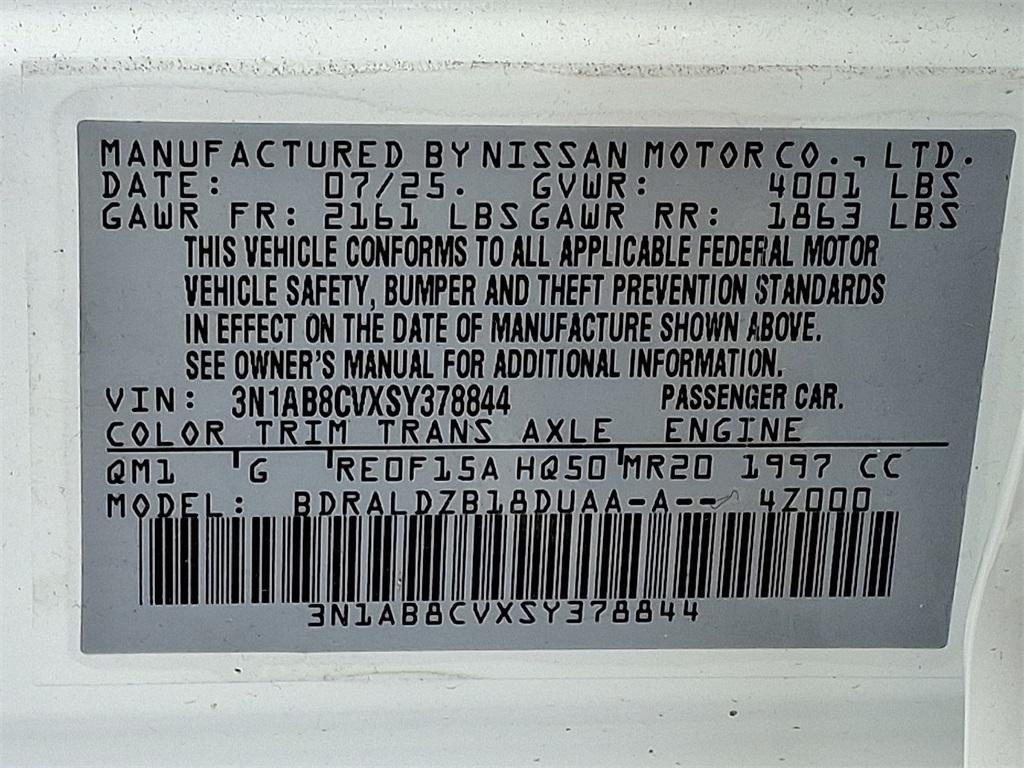 MANUFACTURED BY NISSAN MOTOR CO., LTD.
DATE: 07/25. GVWR: 4001 LBS
GAWR FR: 2161 LBS GAWR RR: 1863 LBS
THIS VEHICLE CONFORMS TO ALL APPLICABLE FEDERAL MOTOR
VEHICLE SAFETY, BUMPER AND THEFT PREVENTION STANDARDS
IN EFFECT ON THE DATE OF MANUFACTURE SHOWN ABOVE.
SEE OWNER'S MANUAL FOR ADDITIONAL INFORMATION.
VIN: 3N1AB8CVXSY378844 PASSENGER CAR.
COLOR TRIM TRANS AXLE ENGINE
QM1 G RE0F15A HQ50 MR20 1997 CC
MODEL: BDRALDZB18DUAA-A-- 4Z000
3N1AB8CVXSY378844